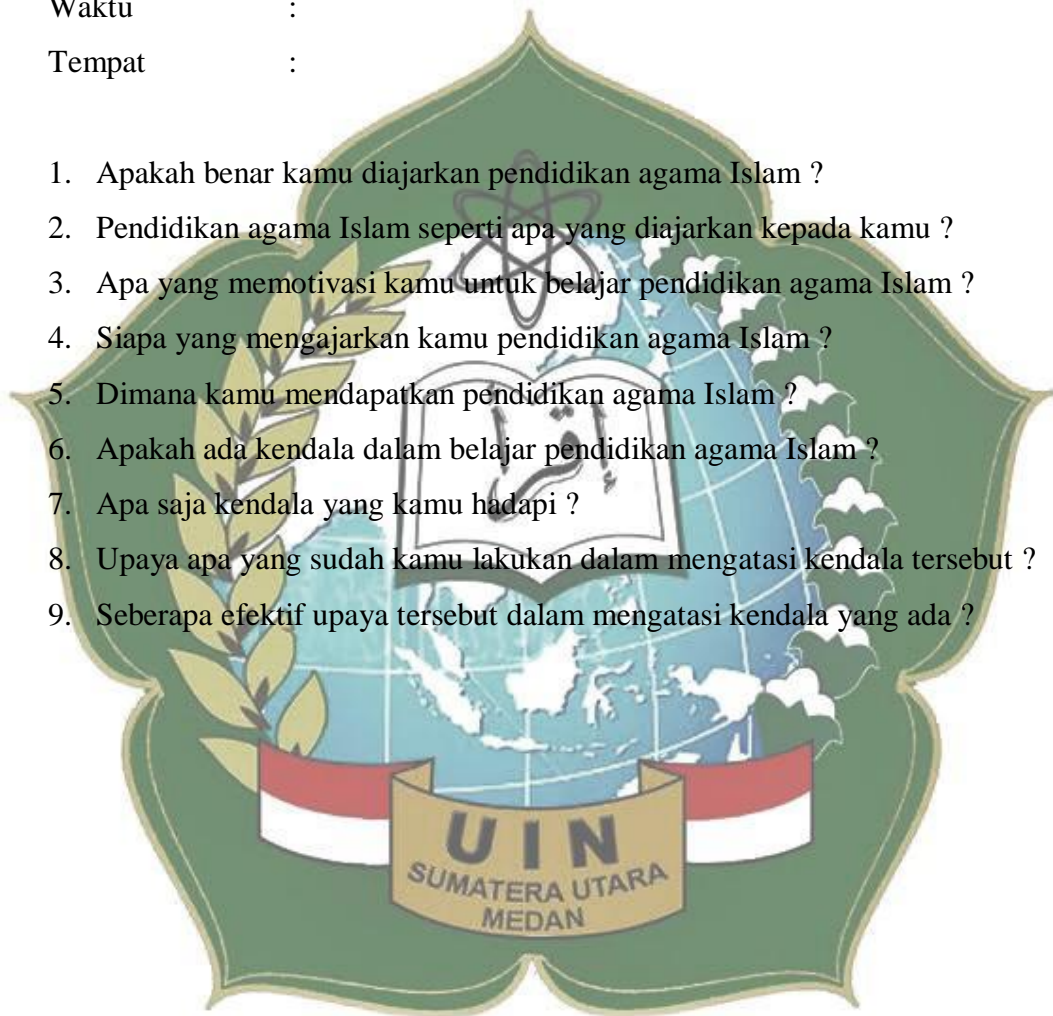 Waktu :
Tempat :
1. Apakah benar kamu diajarkan pendidikan agama Islam ?
2. Pendidikan agama Islam seperti apa yang diajarkan kepada kamu ?
3. Apa yang memotivasi kamu untuk belajar pendidikan agama Islam ?
4. Siapa yang mengajarkan kamu pendidikan agama Islam ?
5. Dimana kamu mendapatkan pendidikan agama Islam ?
6. Apakah ada kendala dalam belajar pendidikan agama Islam ?
إقرأ
7. Apa saja kendala yang kamu hadapi ?
8. Upaya apa yang sudah kamu lakukan dalam mengatasi kendala tersebut ?
9. Seberapa efektif upaya tersebut dalam mengatasi kendala yang ada ?
UIN
SUMATERA UTARA
MEDAN